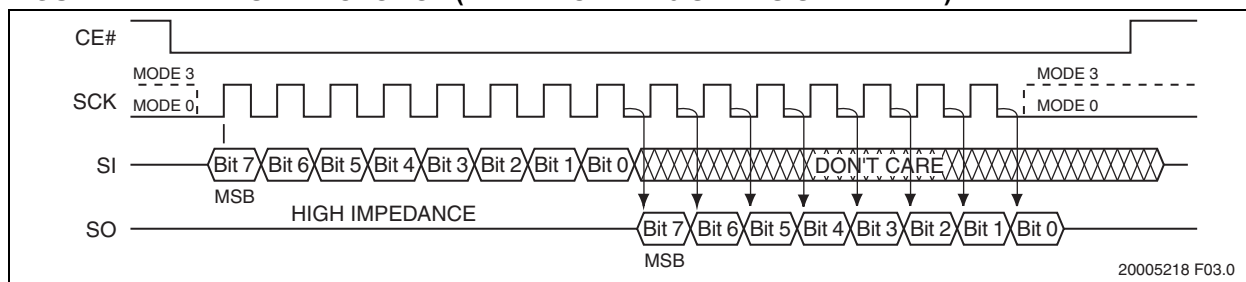 CE#
MODE 3 MODE 3
SCK MODE 0 MODE 0
SI Bit 7 Bit 6 Bit 5 Bit 4 Bit 3 Bit 2 Bit 1 Bit 0 DON'T CARE
MSB
HIGH IMPEDANCE
SO Bit 7 Bit 6 Bit 5 Bit 4 Bit 3 Bit 2 Bit 1 Bit 0
MSB
20005218 F03.0